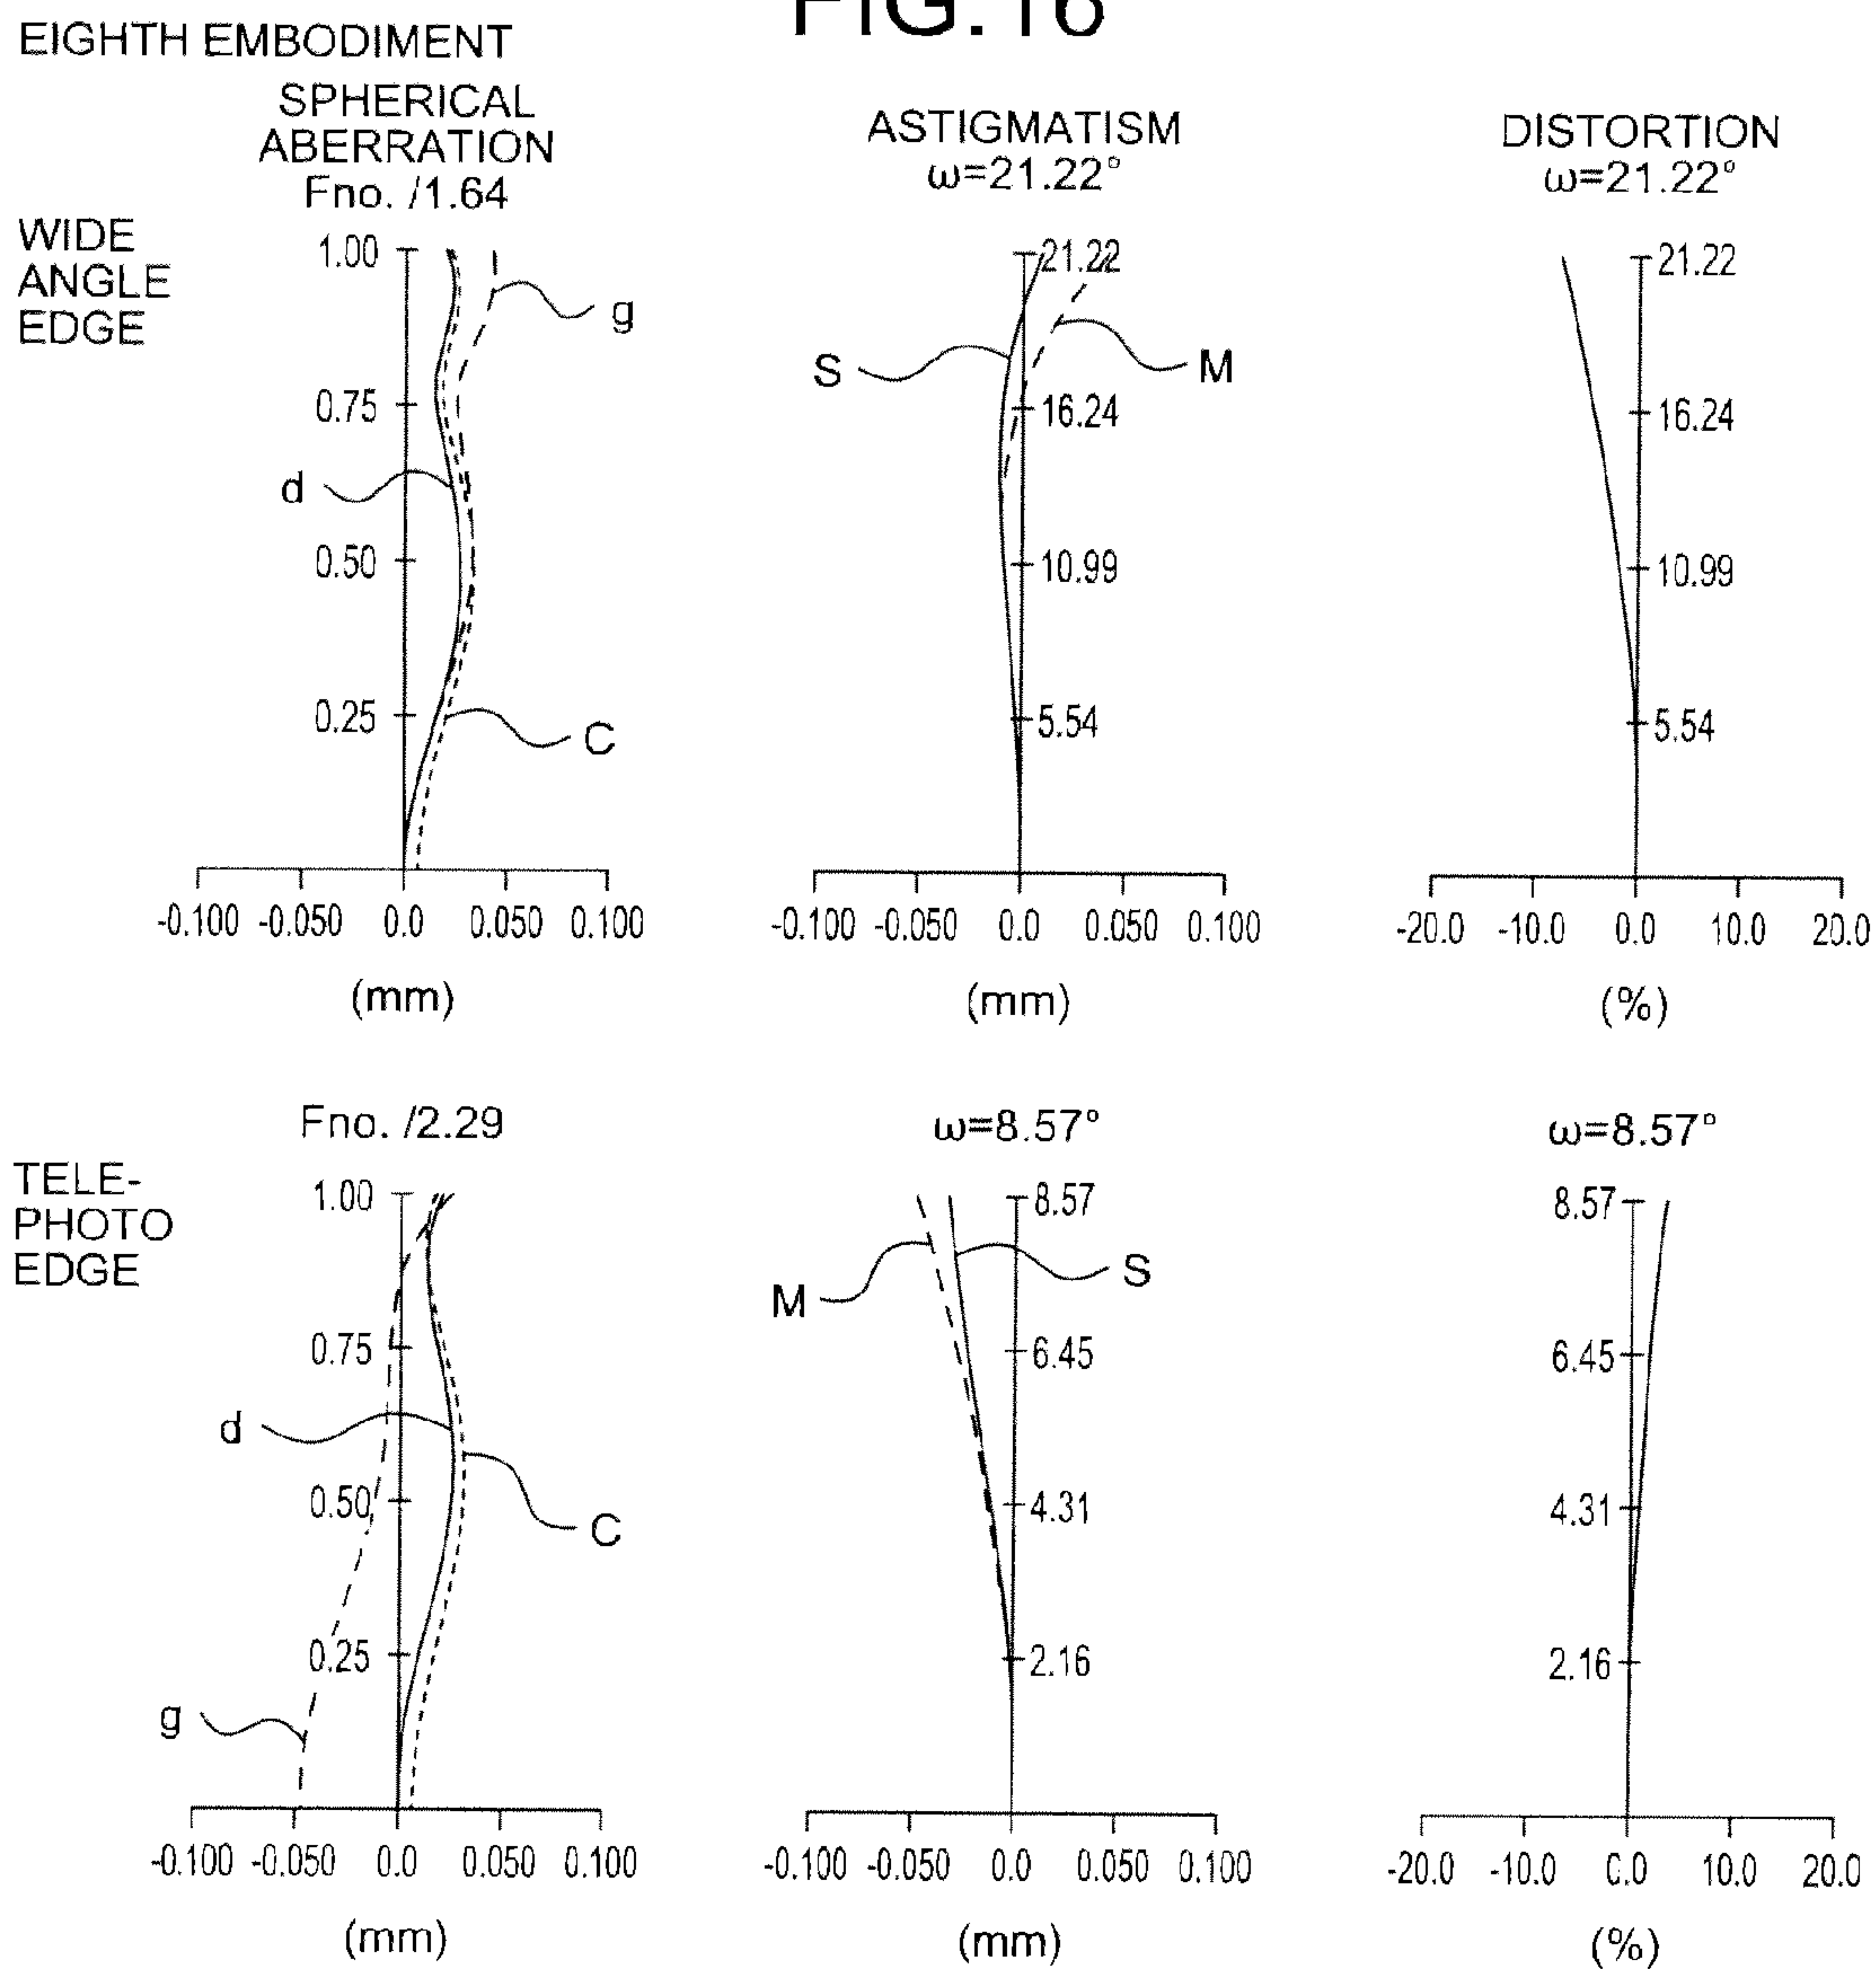 FIG.16
EIGHTH EMBODIMENT
SPHERICAL
ABERRATION
Fno. /1.64
ASTIGMATISM
ω=21.22°
DISTORTION
ω=21.22°
WIDE
ANGLE
EDGE
1.00
0.75
0.50
0.25
g
d
C
-0.100 -0.050 0.0 0.050 0.100
(mm)
21.22
16.24
10.99
5.54
S
M
-0.100 -0.050 0.0 0.050 0.100
(mm)
21.22
16.24
10.99
5.54
-20.0 -10.0 0.0 10.0 20.0
(%)
TELE-
PHOTO
EDGE
Fno. /2.29
1.00
0.75
0.50
0.25
d
C
g
-0.100 -0.050 0.0 0.050 0.100
(mm)
ω=8.57°
8.57
6.45
4.31
2.16
M
S
-0.100 -0.050 0.0 0.050 0.100
(mm)
ω=8.57°
8.57
6.45
4.31
2.16
-20.0 -10.0 0.0 10.0 20.0
(%)